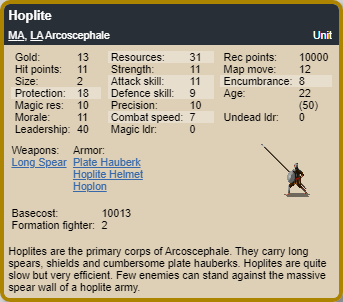 Hoplite
MA, LA Arcoscephale Unit
Gold: 13 Resources: 31 Rec points: 10000
Hit points: 11 Strength: 11 Map move: 12
Size: 2 Attack skill: 11 Encumbrance: 8
Protection: 18 Defence skill: 9 Age: 22
Magic res: 10 Precision: 10 (50)
Morale: 11 Combat speed: 7 Undead ldr: 0
Leadership: 40 Magic ldr: 0
Weapons: Armor:
Long Spear Plate Hauberk
Hoplite Helmet
Hoplon
Basecost: 10013
Formation fighter: 2
Hoplites are the primary corps of Arcoscephale. They carry long
spears, shields and cumbersome plate hauberks. Hoplites are quite
slow but very efficient. Few enemies can stand against the massive
spear wall of a hoplite army.